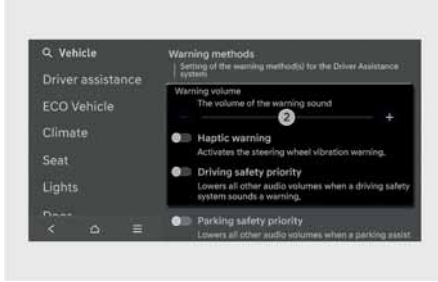 Vehicle
Driver assistance
ECO Vehicle
Climate
Seat
Lights
Warning methods
Setting of the warning method(s) for the Driver Assistance
system
Warning volume
The volume of the warning sound
− 2 +
Haptic warning
Activates the steering wheel vibration warning.
Driving safety priority
Lowers all other audio volumes when a driving safety
system sounds a warning.
Parking safety priority
Lowers all other audio volumes when a parking assist